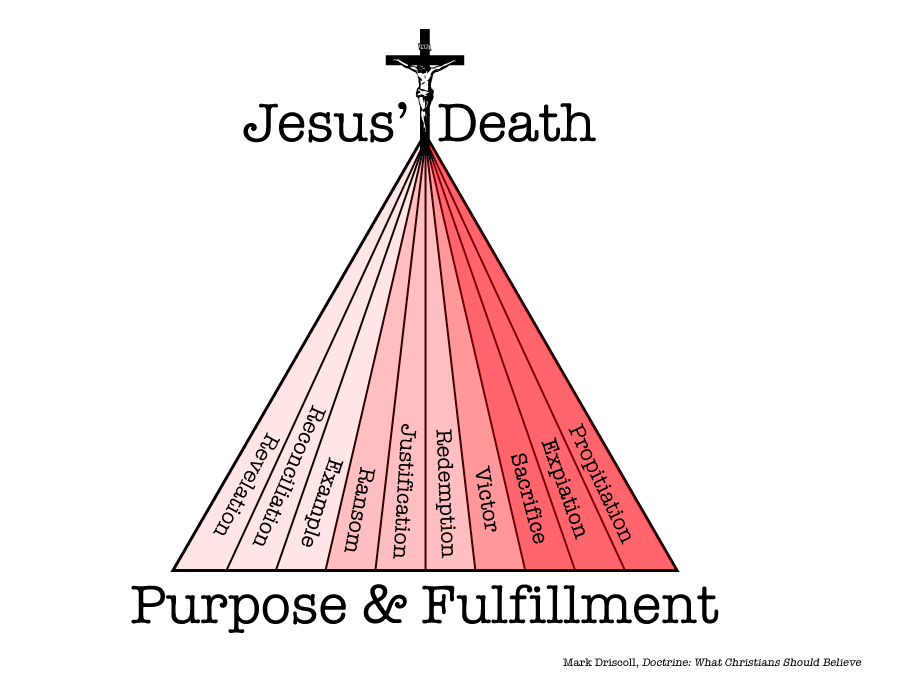 Jesus’ Death
Revelation
Reconciliation
Example
Ransom
Justification
Redemption
Victor
Sacrifice
Expiation
Propitiation
Purpose & Fulfillment
Mark Driscoll, Doctrine: What Christians Should Believe